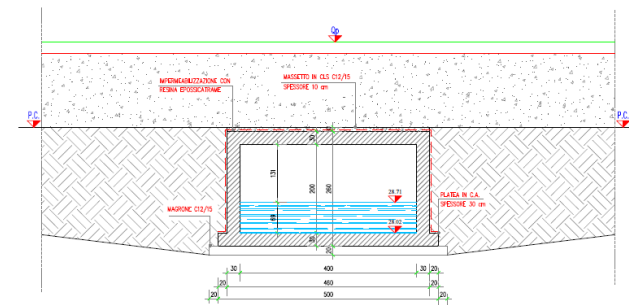 Qp
IMPERMEABILIZZAZIONE CON
RESINA EPOSSICATRAME
MASSETTO IN CLS C12/15
SPESSORE 10 cm
P.C.
P.C.
30
131
200
260
28.71
PLATEA IN C.A.
SPESSORE 30 cm
MAGRONE C12/15
69
28.02
30
20
30
400
30
20
20
460
20
20
500
20